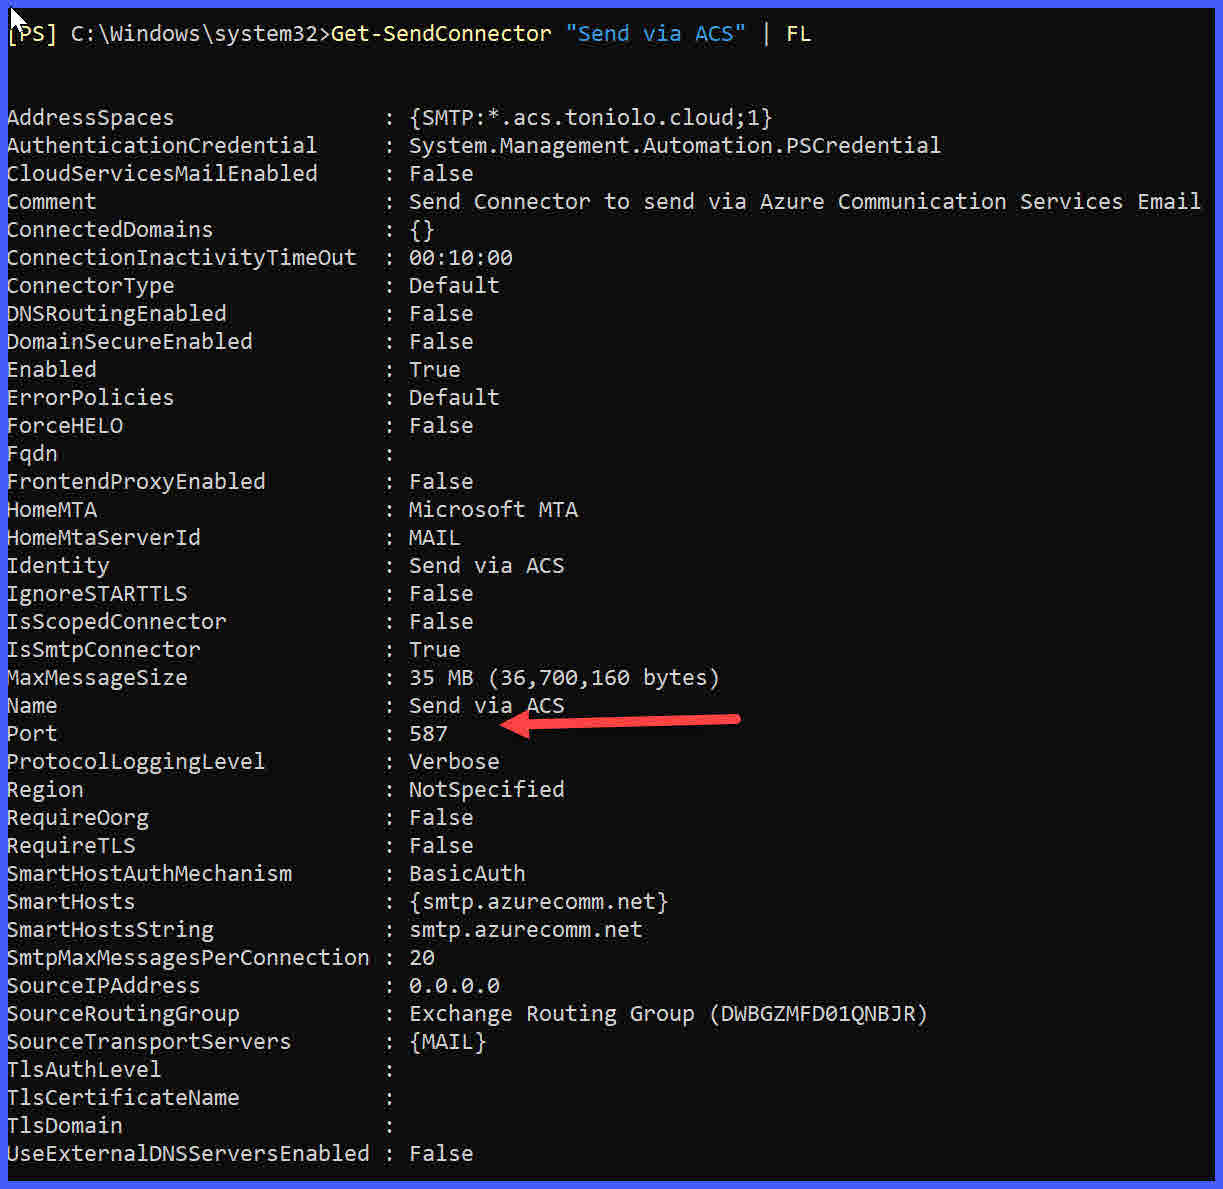 [PS] C:\Windows\system32>Get-SendConnector "Send via ACS" | FL
AddressSpaces : {SMTP:*.acs.toniolo.cloud;1}
AuthenticationCredential : System.Management.Automation.PSCredential
CloudServicesMailEnabled : False
Comment : Send Connector to send via Azure Communication Services Email
ConnectedDomains : {}
ConnectionInactivityTimeOut : 00:10:00
ConnectorType : Default
DNSRoutingEnabled : False
DomainSecureEnabled : False
Enabled : True
ErrorPolicies : Default
ForceHELO : False
Fqdn :
FrontendProxyEnabled : False
HomeMTA : Microsoft MTA
HomeMtaServerId : MAIL
Identity : Send via ACS
IgnoreSTARTTLS : False
IsScopedConnector : False
IsSmtpConnector : True
MaxMessageSize : 35 MB (36,700,160 bytes)
Name : Send via ACS
Port : 587
ProtocolLoggingLevel : Verbose
Region : NotSpecified
RequireOorg : False
RequireTLS : False
SmartHostAuthMechanism : BasicAuth
SmartHosts : {smtp.azurecomm.net}
SmartHostsString : smtp.azurecomm.net
SmtpMaxMessagesPerConnection : 20
SourceIPAddress : 0.0.0.0
SourceRoutingGroup : Exchange Routing Group (DWBGZMFD01QNBJR)
SourceTransportServers : {MAIL}
TlsAuthLevel :
TlsCertificateName :
TlsDomain :
UseExternalDNSServersEnabled : False